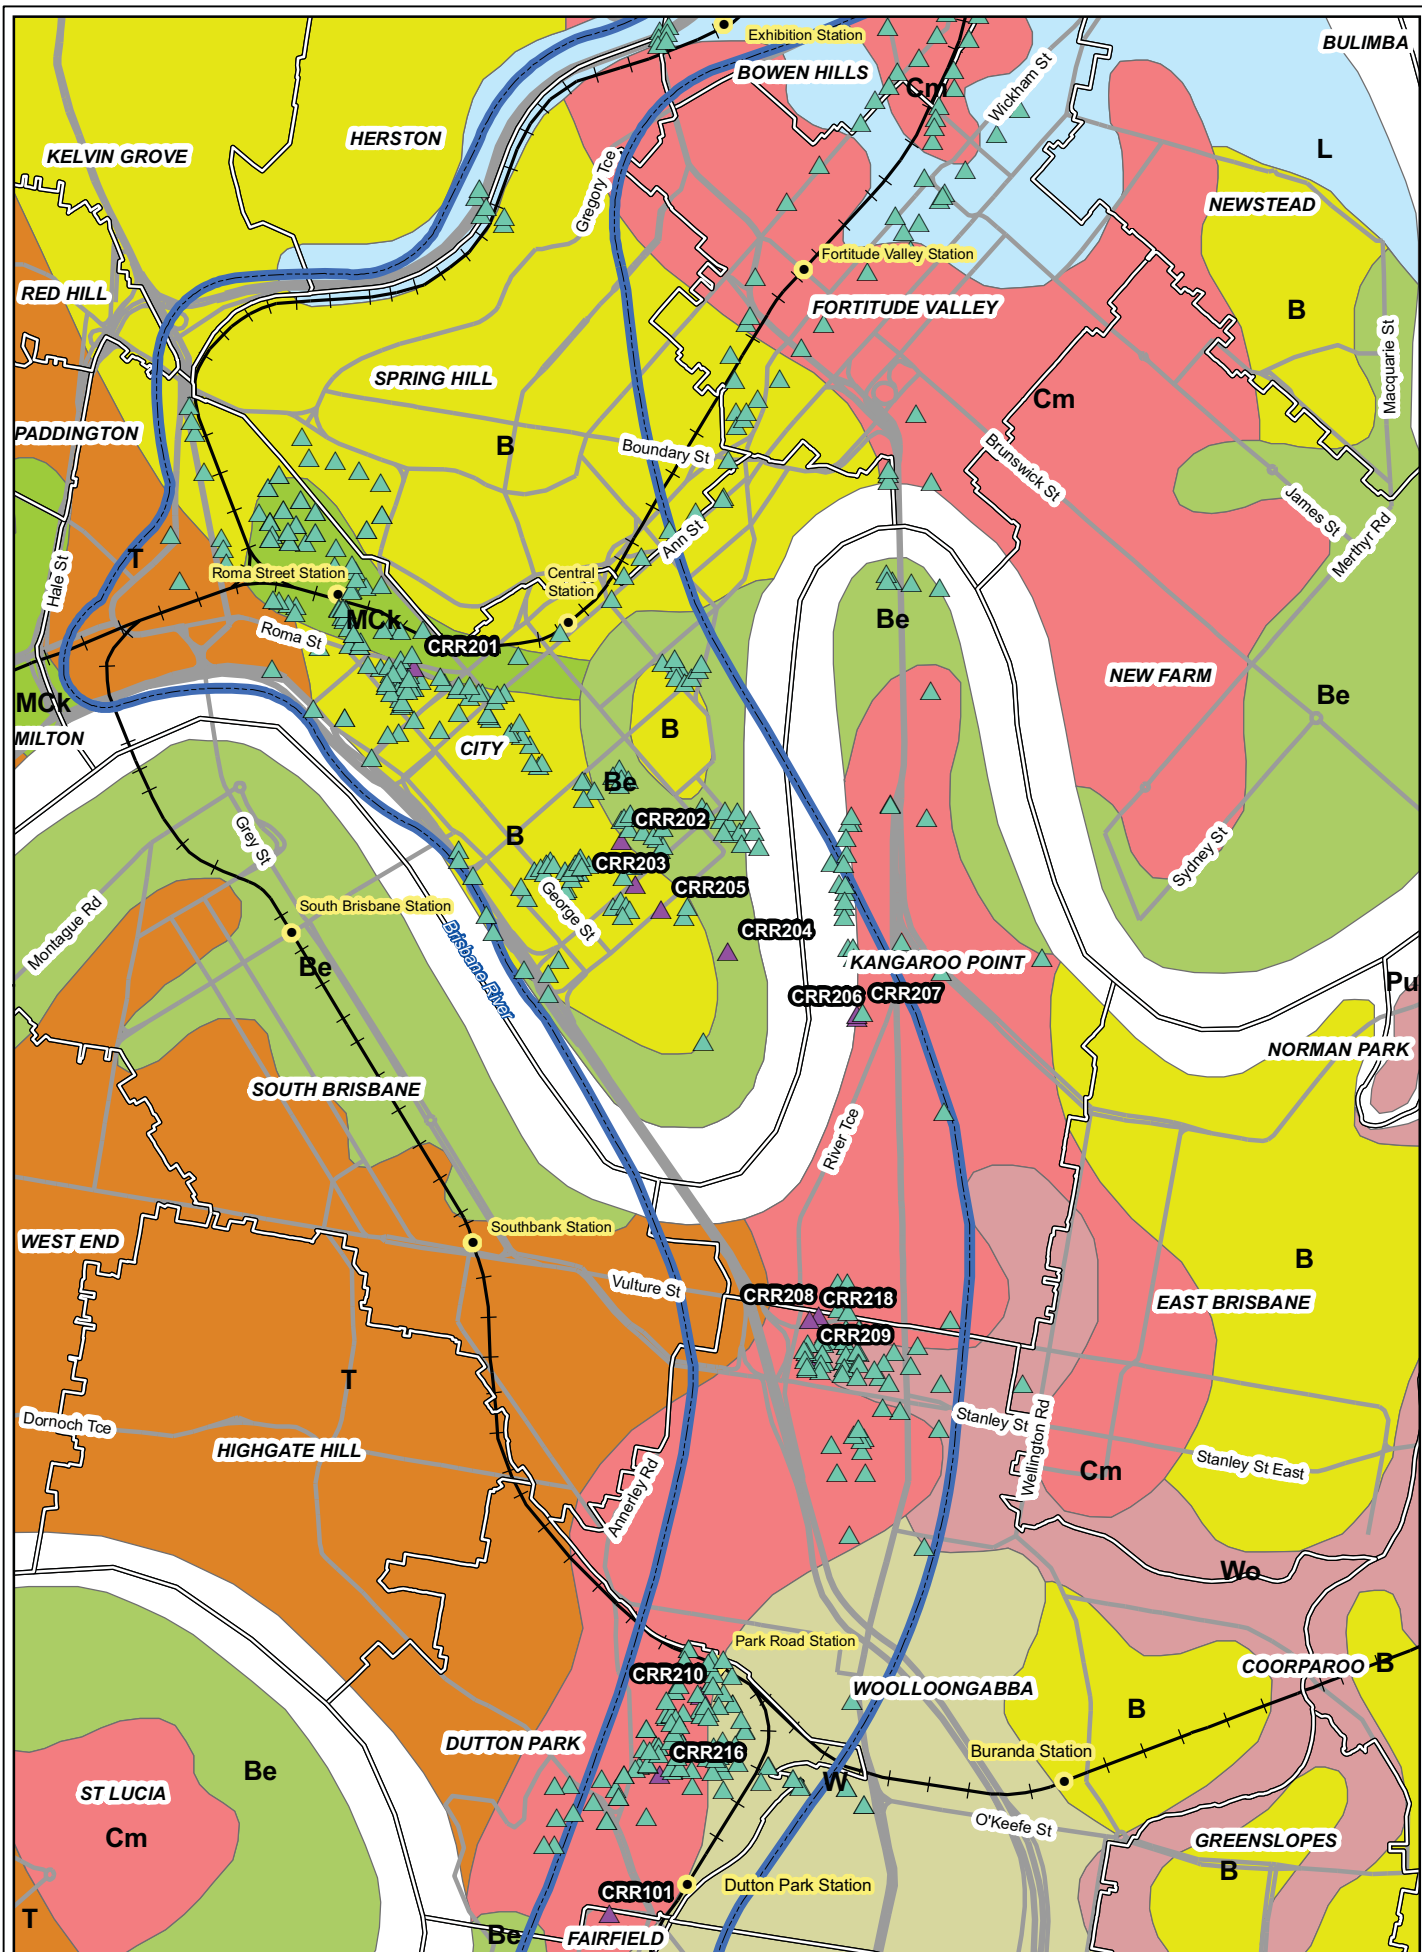 Exhibition Station
BULIMBA
BOWEN HILLS
Cm
Wickham St
HERSTON
KELVIN GROVE
L
Gregory Tce
NEWSTEAD
Fortitude Valley Station
RED HILL
FORTITUDE VALLEY
B
Macquarie St
SPRING HILL
Cm
PADDINGTON
B
Boundary St
Brunswick St
James St
Merthyr Rd
Ann St
Hale St
T
Roma Street Station
Central
Station
MCk
Be
Roma St
CRR201
NEW FARM
Be
MCk
MILTON
B
CITY
Be
CRR202
B
Grey St
CRR203
Sydney St
CRR205
George St
South Brisbane Station
Montague Rd
CRR204
Brisbane River
Be
KANGAROO POINT
CRR206
CRR207
Pu
NORMAN PARK
SOUTH BRISBANE
River Tce
Southbank Station
WEST END
B
Vulture St
CRR208
CRR218
EAST BRISBANE
CRR209
T
Dornoch Tce
Stanley St
Wellington Rd
HIGHGATE HILL
Cm
Stanley St East
Annerley Rd
Wo
Park Road Station
CRR210
COORPAROO
B
WOOLLOONGABBA
B
DUTTON PARK
CRR216
Buranda Station
Be
W
ST LUCIA
O'Keefe St
Cm
GREENSLOPES
B
CRR101
Dutton Park Station
T
Be
FAIRFIELD